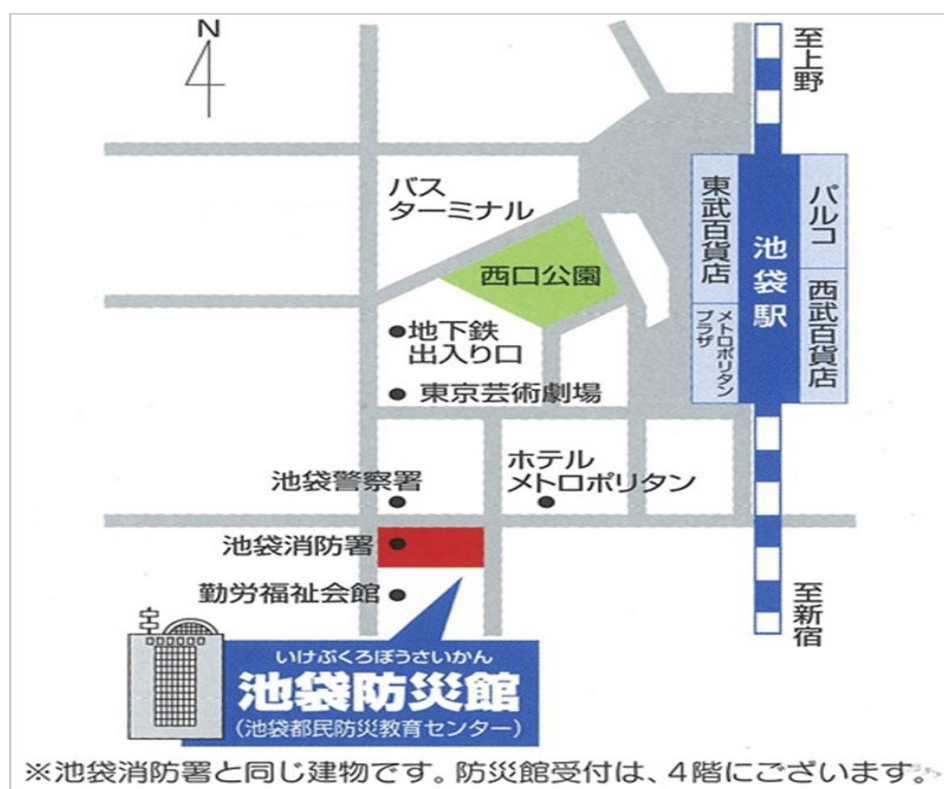 N
至上野
バス
ターミナル
東武百貨店
池袋駅
パルコ
西口公園
西武百貨店
メトロポリタン
プラザ
地下鉄
出入り口
東京芸術劇場
ホテル
メトロポリタン
池袋警察署
池袋消防署
勤労福祉会館
至新宿
いけぶくろぼうさいかん
池袋防災館
(池袋都民防災教育センター)
※池袋消防署と同じ建物です。防災館受付は、4階にございます。